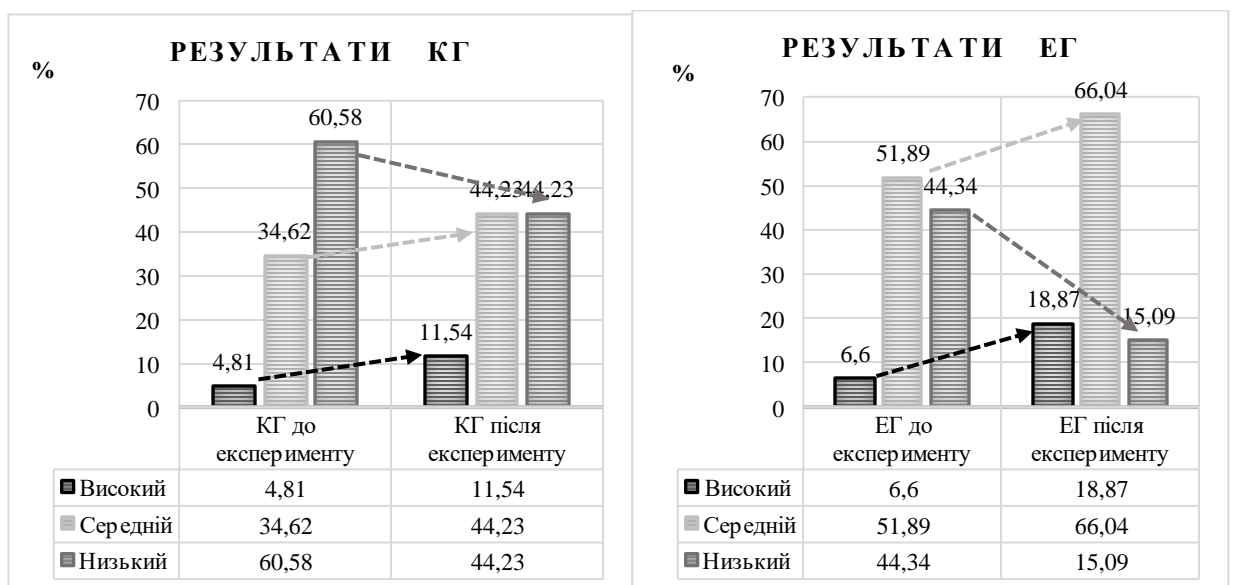 РЕЗУЛЬТАТИ КГ
%
70
60
50
40
30
20
10
0
60,58
34,62
4,81
44,23
44,23
11,54
КГ до експерименту
КГ після експерименту
Високий 4,81 11,54
Середній 34,62 44,23
Низький 60,58 44,23
РЕЗУЛЬТАТИ ЕГ
%
70
60
50
40
30
20
10
0
66,04
51,89
44,34
6,6
18,87
15,09
ЕГ до експерименту
ЕГ після експерименту
Високий 6,6 18,87
Середній 51,89 66,04
Низький 44,34 15,09